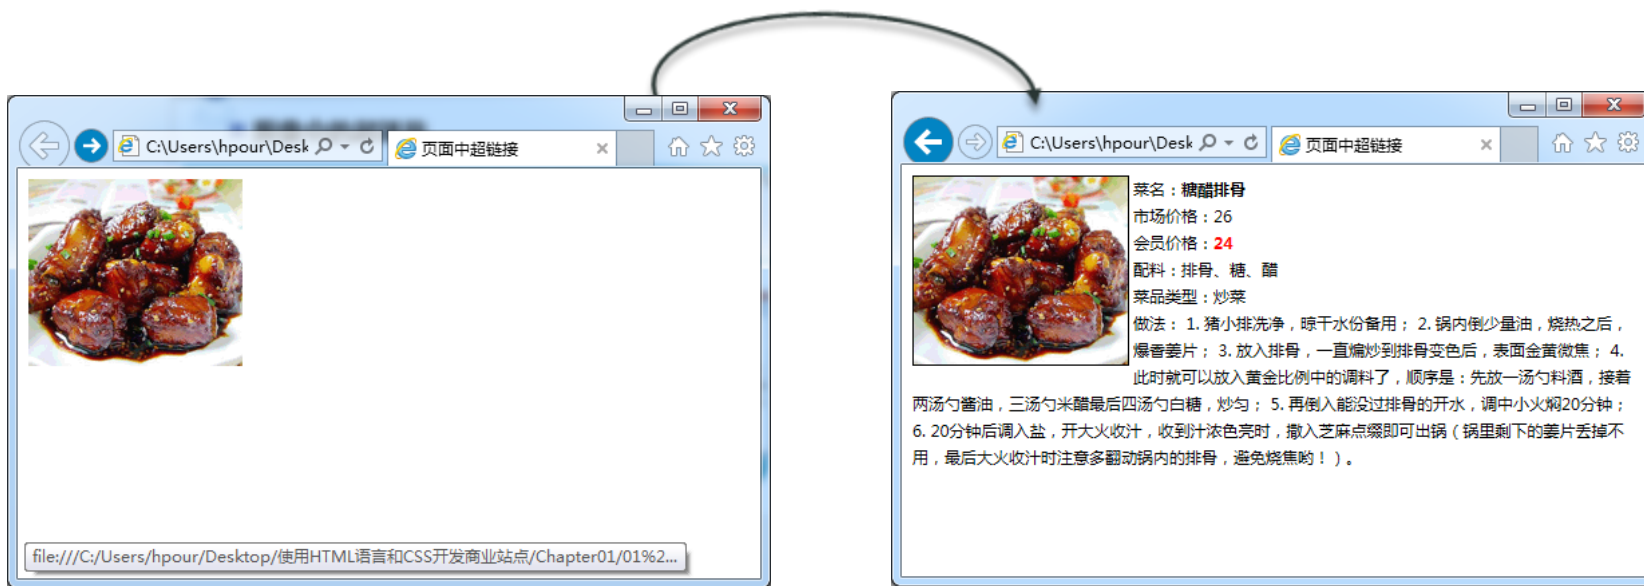 C:\Users\hpour\Desk
页面中超链接
file:///C:/Users/hpour/Desktop/使用HTML语言和CSS开发商业站点/Chapter01/01%2...
C:\Users\hpour\Desk
页面中超链接
菜名：糖醋排骨
市场价格：26
会员价格：24
配料：排骨、糖、醋
菜品类型：炒菜
做法： 1. 猪小排洗净，晾干水份备用； 2. 锅内倒少量油，烧热之后，
爆香姜片； 3. 放入排骨，一直煸炒到排骨变色后，表面金黄微焦； 4.
此时就可以放入黄金比例中的调料了，顺序是：先放一汤勺料酒，接着
两汤勺酱油，三汤勺米醋最后四汤勺白糖，炒匀； 5. 再倒入能没过排骨的开水，调中小火焖20分钟；
6. 20分钟后调入盐，开大火收汁，收到汁浓色亮时，撒入芝麻点缀即可出锅（锅里剩下的姜片丢掉不
用，最后大火收汁时注意多翻动锅内的排骨，避免烧焦哟！）。